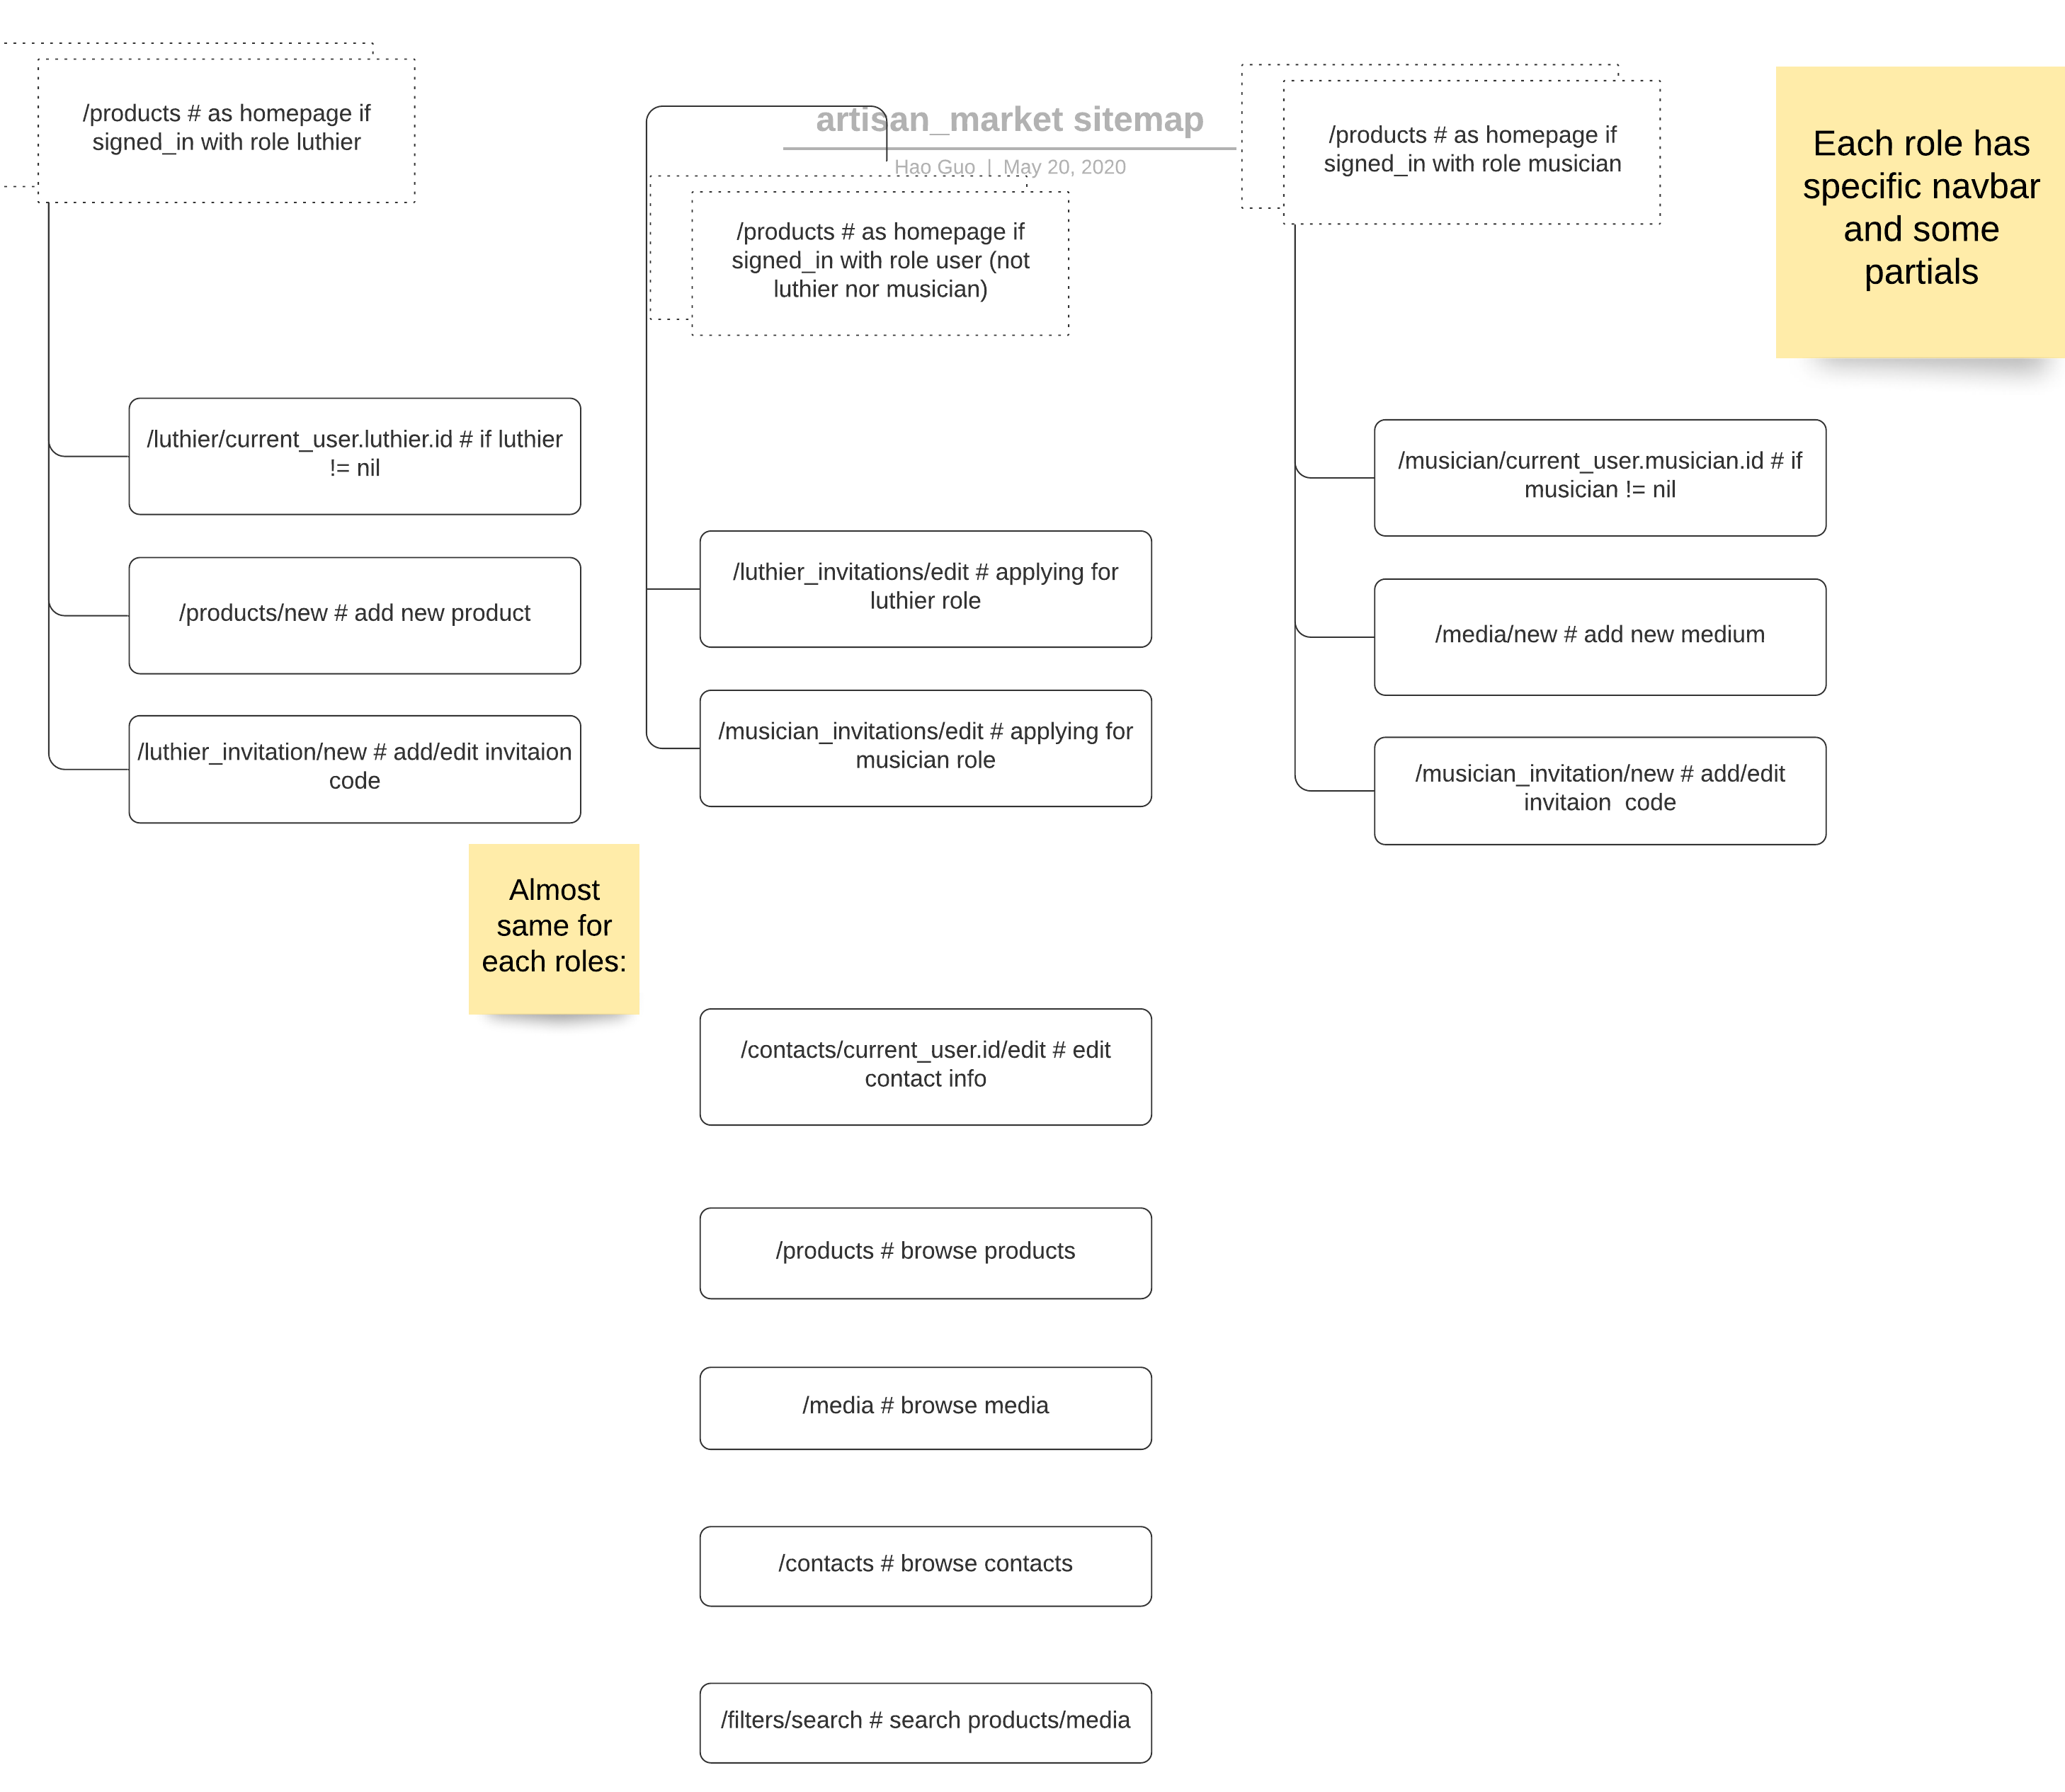 artisan_market sitemap
Hao Guo | May 20, 2020
/products # as homepage if
signed_in with role luthier
/luthier/current_user.luthier.id # if luthier
!= nil
/products/new # add new product
/luthier_invitation/new # add/edit invitaion
code
/products # as homepage if
signed_in with role user (not
luthier nor musician)
/luthier_invitations/edit # applying for
luthier role
/musician_invitations/edit # applying for
musician role
/products # as homepage if
signed_in with role musician
/musician/current_user.musician.id # if
musician != nil
/media/new # add new medium
/musician_invitation/new # add/edit
invitaion  code
Each role has
specific navbar
and some
partials
Almost
same for
each roles:
/contacts/current_user.id/edit # edit
contact info
/products # browse products
/media # browse media
/contacts # browse contacts
/filters/search # search products/media